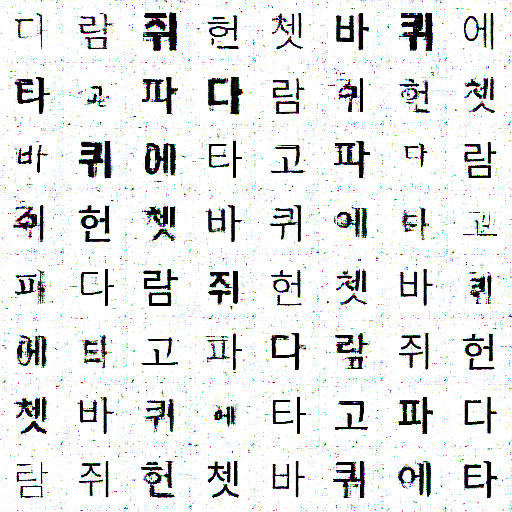 다 람 쥐 헌 쳇 바 퀴 에
타 고 파 다 람 쥐 헌 쳇
바 퀴 에 타 고 파 다 람
쥐 헌 쳇 바 퀴 에 타 고
파 다 람 쥐 헌 쳇 바 퀴
에 타 고 파 다 람 쥐 헌
쳇 바 퀴 에 타 고 파 다
람 쥐 헌 쳇 바 퀴 에 타